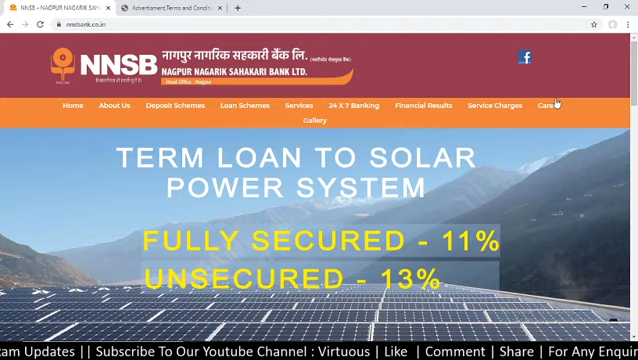 NNSB - NAGPUR NAGARIK SAH
Advertisment,Terms and Conditi
nnsbank.co.in
NNSB
नागपुर नागरिक सहकारी बँक लि.
NAGPUR NAGARIK SAHAKARI BANK LTD.
Head Office : Nagpur
Home About Us Deposit Schemes Loan Schemes Services 24 X 7 Banking Financial Results Service Charges
Gallery
TERM LOAN TO SOLAR
POWER SYSTEM
FULLY SECURED - 11%
UNSECURED - 13%
xam Updates || Subscribe To Our Youtube Channel : Virtuous | Like | Comment | Share | For Any Enqui